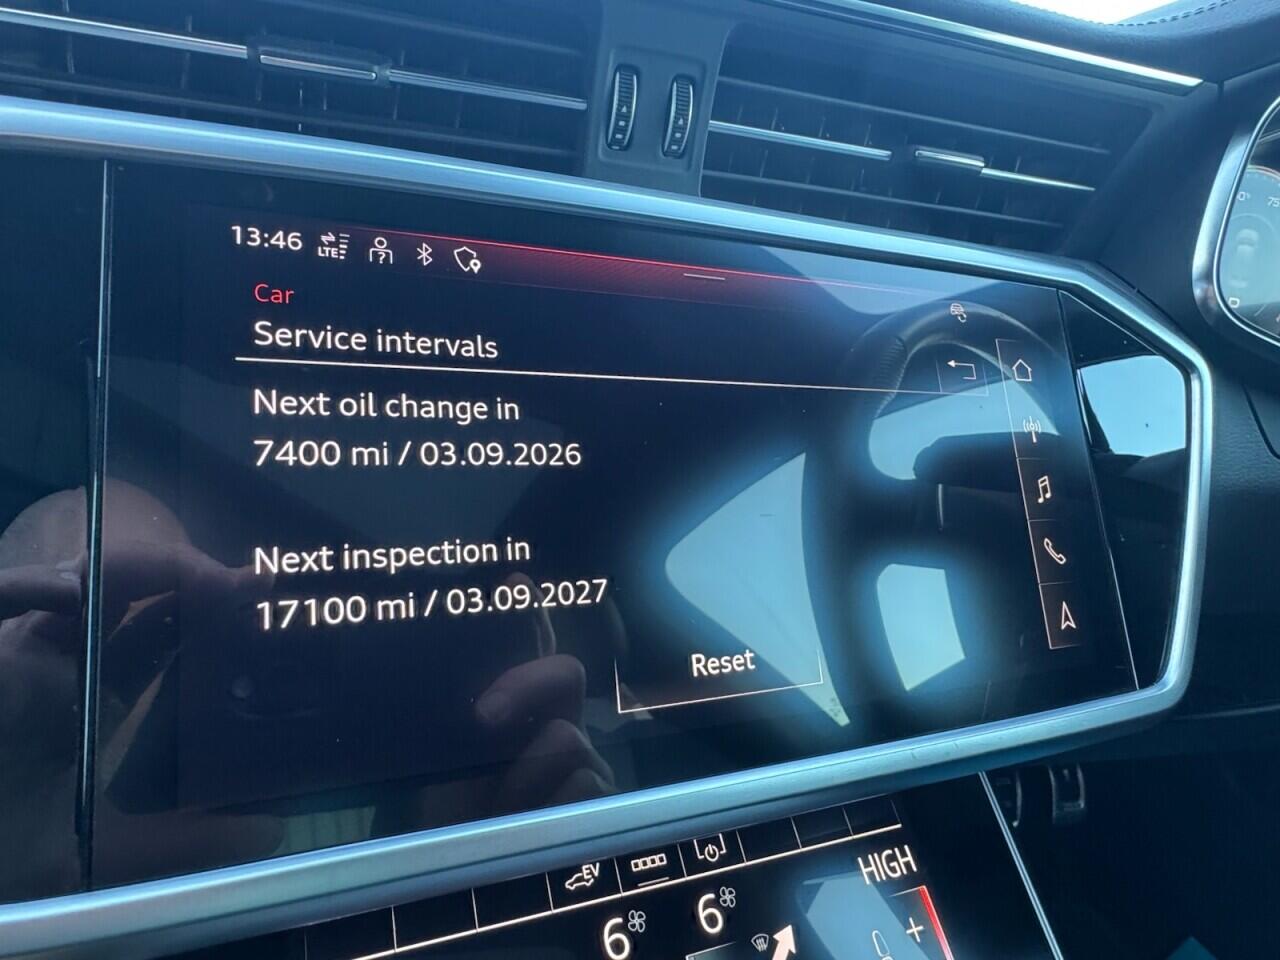 13:46
LTE
Car
Service intervals
Next oil change in
7400 mi / 03.09.2026
Next inspection in
17100 mi / 03.09.2027
Reset
EV
HIGH
6
6
+